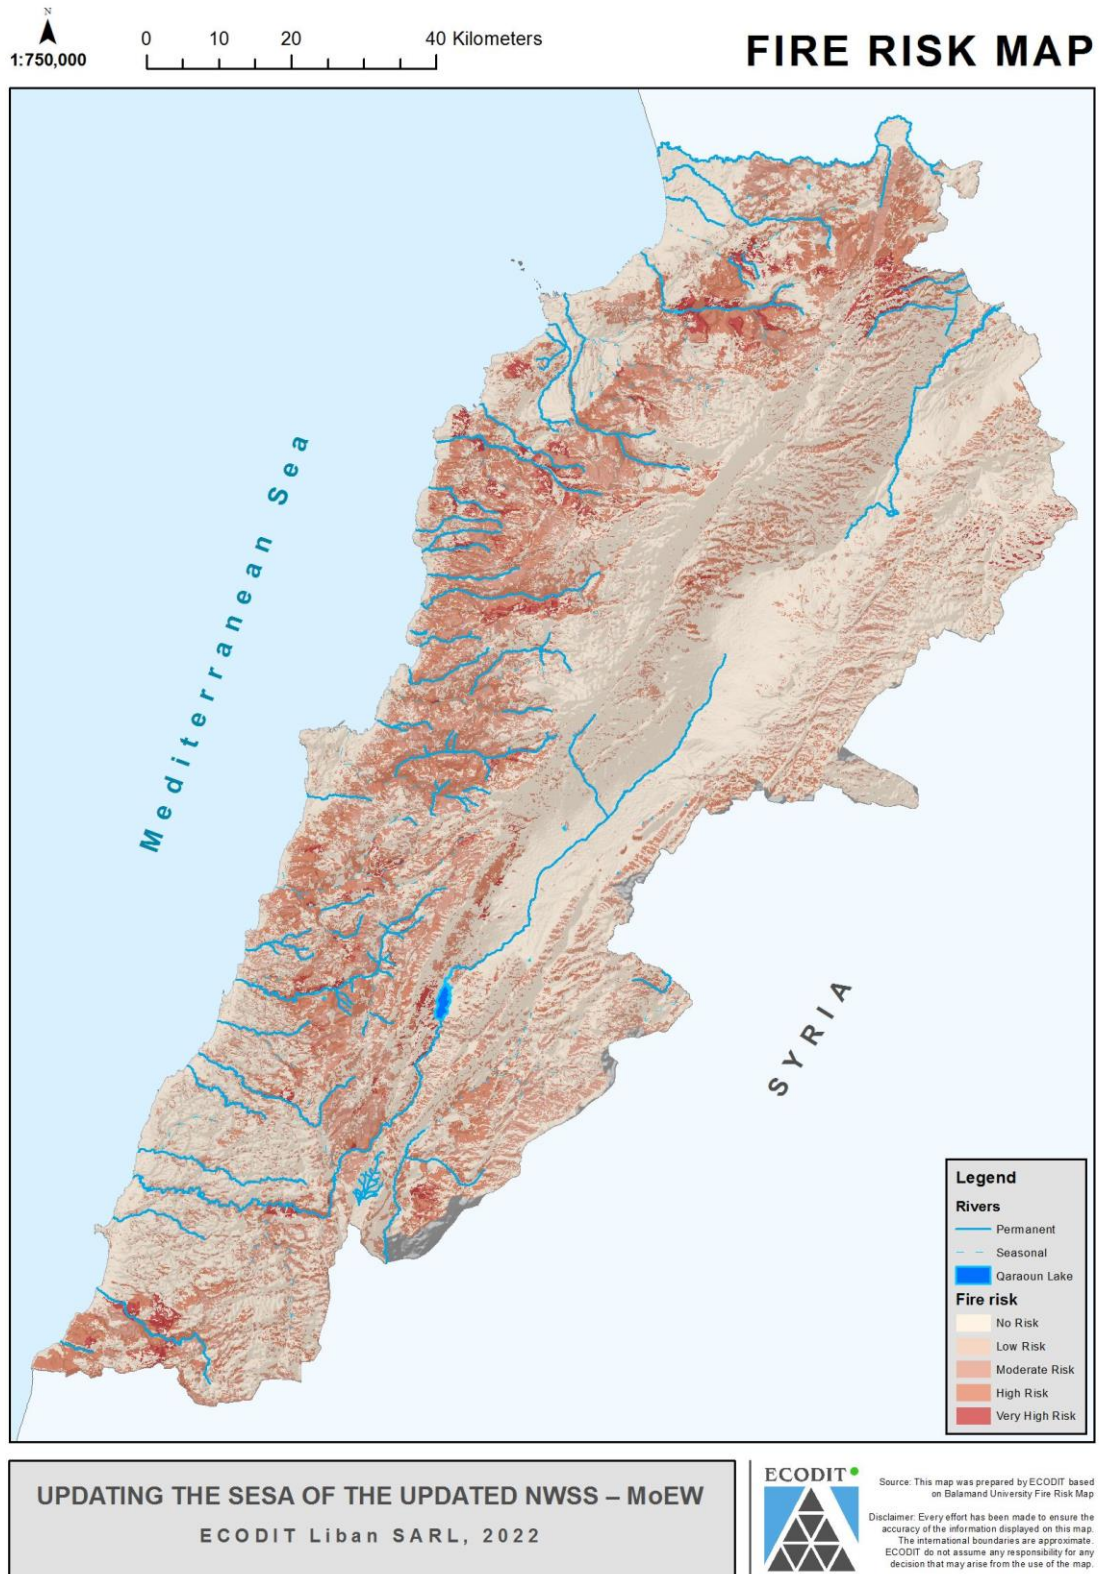 N
1:750,000
0 10 20 40 Kilometers
FIRE RISK MAP
Mediterranean Sea
SYRIA
Legend
Rivers
Permanent
Seasonal
Qaraoun Lake
Fire risk
No Risk
Low Risk
Moderate Risk
High Risk
Very High Risk
UPDATING THE SESA OF THE UPDATED NWSS – MoEW
ECODIT Liban SARL, 2022
ECODIT
Source: This map was prepared by ECODIT based
on Balamand University Fire Risk Map
Disclaimer: Every effort has been made to ensure the
accuracy of the information displayed on this map.
The international boundaries are approximate.
ECODIT do not assume any responsibility for any
decision that may arise from the use of the map.